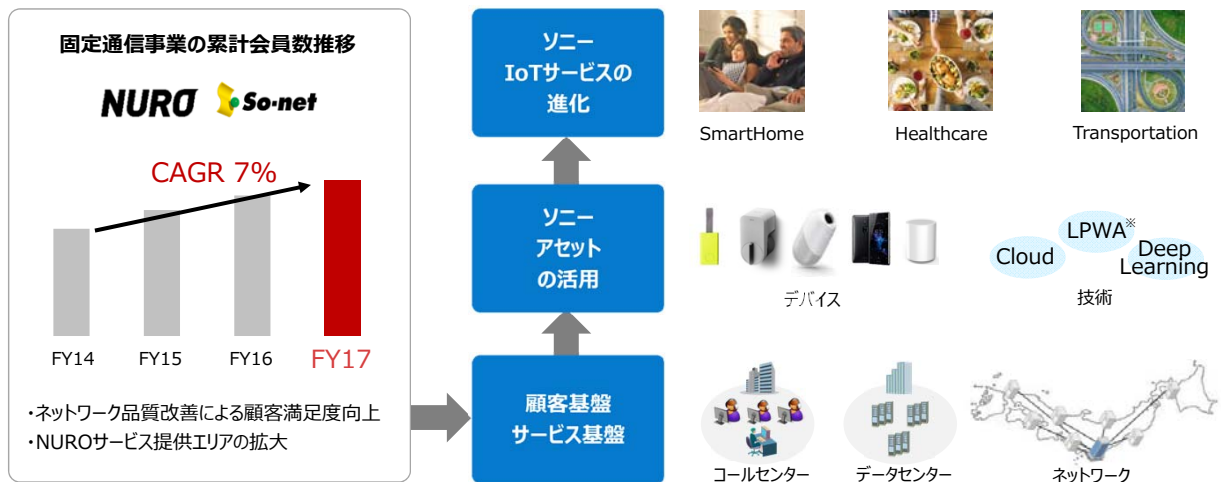 固定通信事業の累計会員数推移
NURO So-net
CAGR 7%
FY14 FY15 FY16 FY17
・ネットワーク品質改善による顧客満足度向上
・NUROサービス提供エリアの拡大
ソニー
IoTサービスの
進化
ソニー
アセット
の活用
顧客基盤
サービス基盤
SmartHome
Healthcare
Transportation
デバイス
Cloud
LPWA※
Deep
Learning
技術
コールセンター
データセンター
ネットワーク